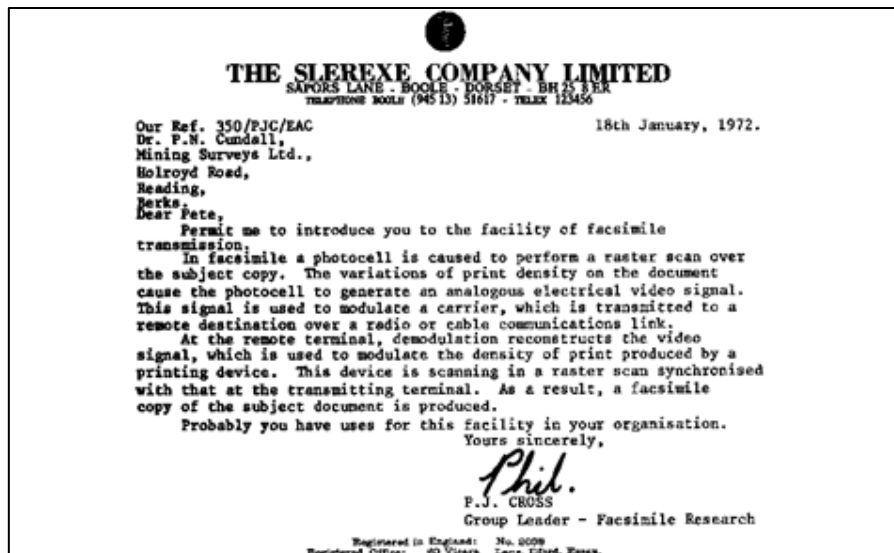 THE SLEREXE COMPANY LIMITED
SAPORS LANE - BOOLE - DORSET - BH 25 8 ER
TELEPHONE BOOLE (945 13) 51617 - TELEX 123456
Our Ref. 350/PJC/EAC
18th January, 1972.
Dr. P.N. Cundall,
Mining Surveys Ltd.,
Holroyd Road,
Reading,
Berks.
Dear Pete,
Permit me to introduce you to the facility of facsimile
transmission.
In facsimile a photocell is caused to perform a raster scan over
the subject copy. The variations of print density on the document
cause the photocell to generate an analogous electrical video signal.
This signal is used to modulate a carrier, which is transmitted to a
remote destination over a radio or cable communications link.
At the remote terminal, demodulation reconstructs the video
signal, which is used to modulate the density of print produced by a
printing device. This device is scanning in a raster scan synchronised
with that at the transmitting terminal. As a result, a facsimile
copy of the subject document is produced.
Probably you have uses for this facility in your organisation.
Yours sincerely,
Phil.
P.J. CROSS
Group Leader - Facsimile Research
Registered in England: No. 2038
Registered Office: Lane, Ilford, Essex.